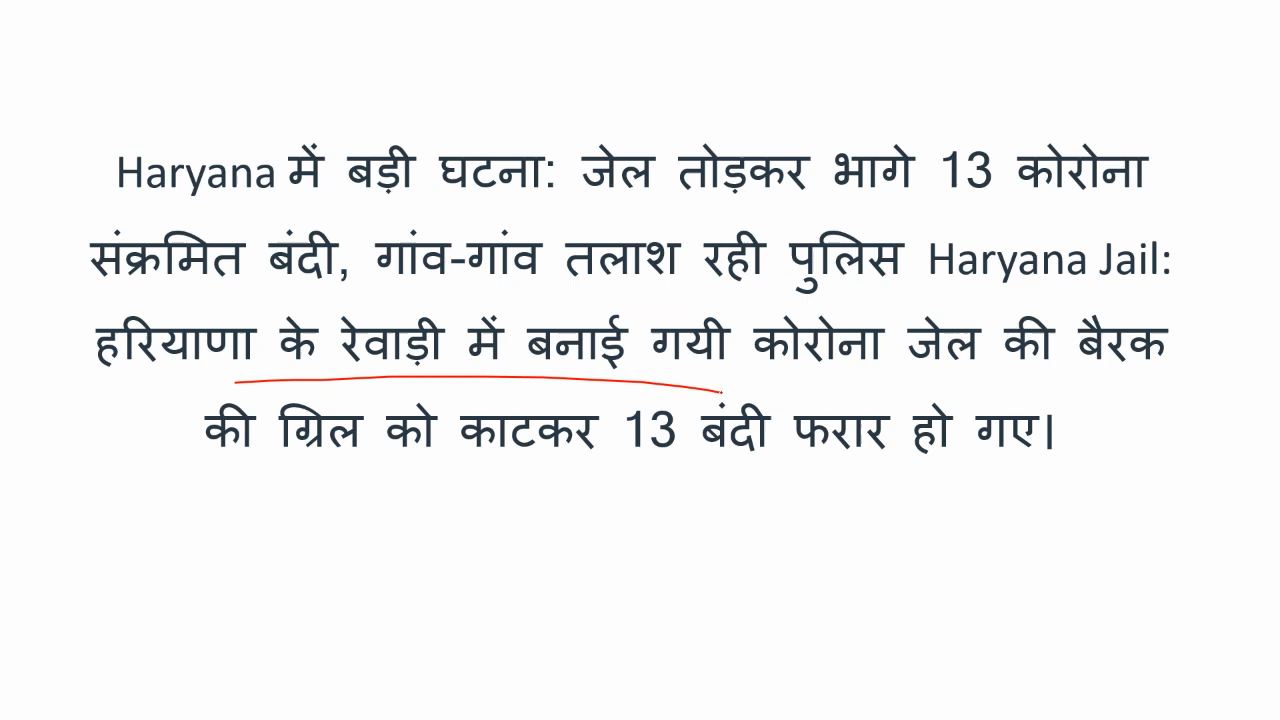 Haryana में बड़ी घटना: जेल तोड़कर भागे 13 कोरोना
संक्रमित बंदी, गांव-गांव तलाश रही पुलिस Haryana Jail:
हरियाणा के रेवाड़ी में बनाई गयी कोरोना जेल की बैरक
की ग्रिल को काटकर 13 बंदी फरार हो गए।